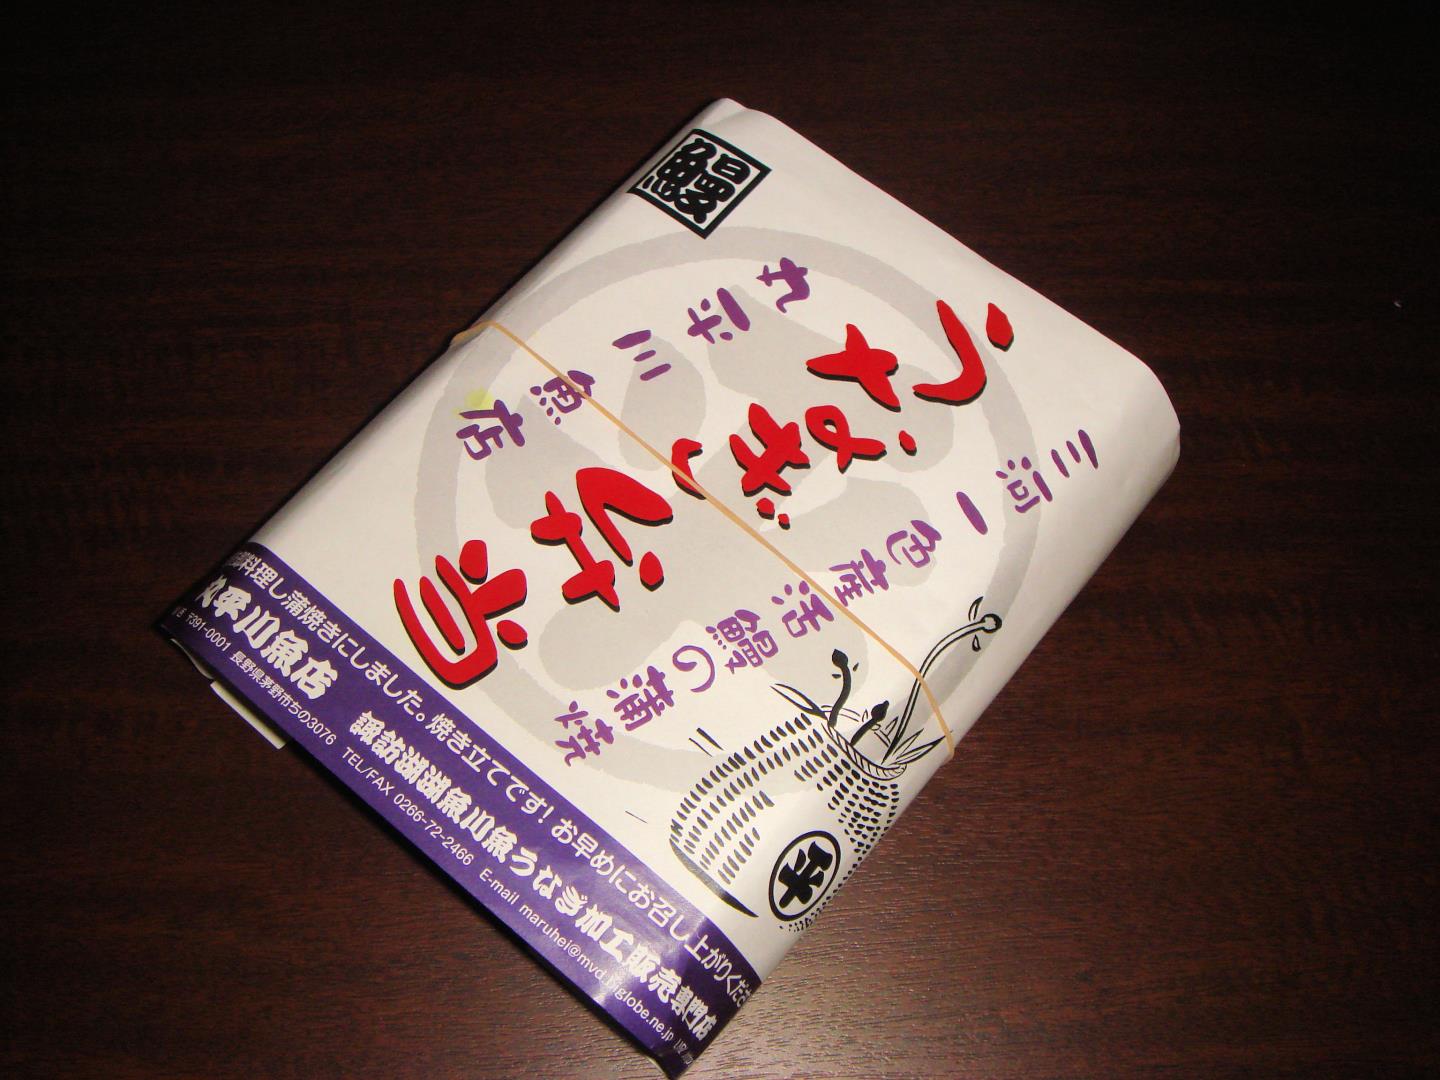 鰻
三河一色産活鰻の蒲焼
うなぎ弁当
丸平川魚店
平
料理し蒲焼きにしました。焼き立てです!お早めにお召し上がりくださ
丸平川魚店 諏訪湖湖魚川魚うなぎ加工販売専門店
〒391-0001 長野県茅野市ちの3076 TEL/FAX 0266-72-2466 E-mail maruhei@mvd.biglobe.ne.jp